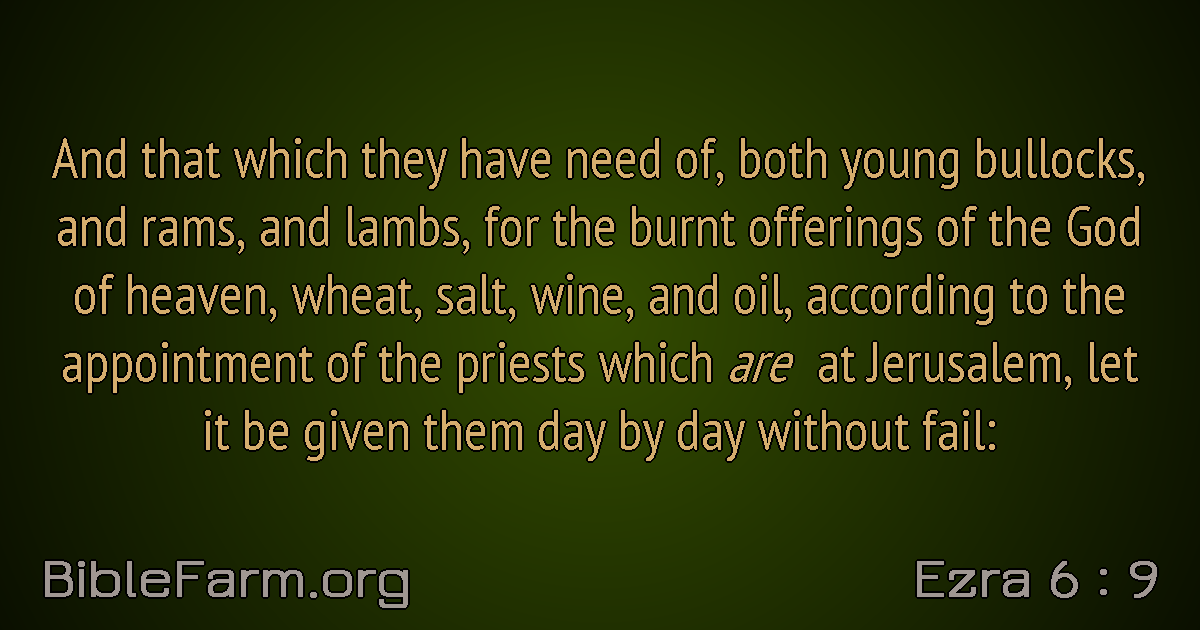 And that which they have need of, both young bullocks,
and rams, and lambs, for the burnt offerings of the God
of heaven, wheat, salt, wine, and oil, according to the
appointment of the priests which are at Jerusalem, let
it be given them day by day without fail:
BibleFarm.org
Ezra 6 : 9